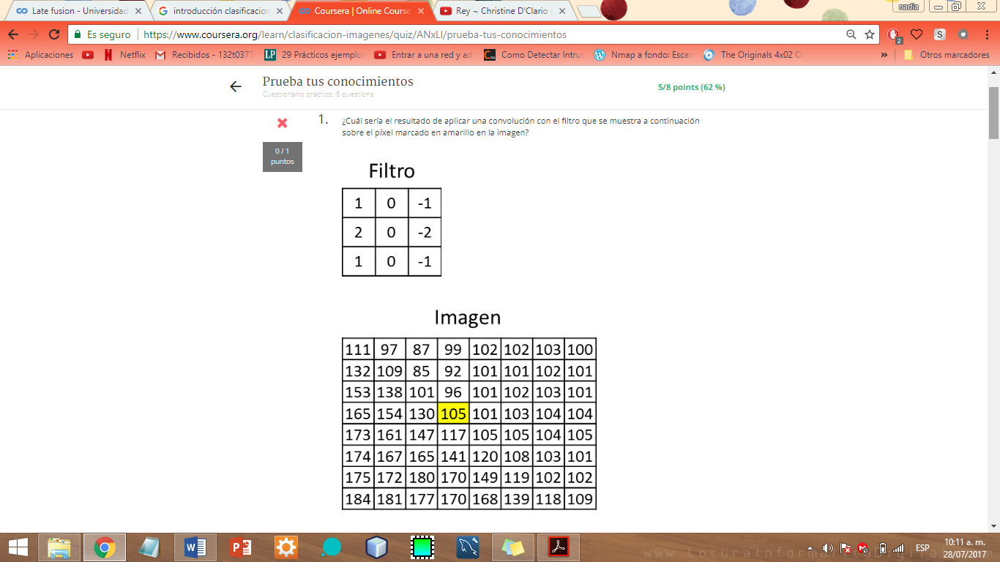 Late fusion - Universidad
introducción clasificacion
Coursera | Online Course
Rey ~ Christine D'Clario
nadia
Es seguro | https://www.coursera.org/learn/clasificacion-imagenes/quiz/ANxLl/prueba-tus-conocimientos
2
S
Aplicaciones
Netflix
Recibidos - 132t0377
LP 29 Prácticos ejemplo
Entrar a una red y ad
Como Detectar Intrus
Nmap a fondo: Escan
The Originals 4x02 O
»
Otros marcadores
Prueba tus conocimientos
Cuestionario práctico, 8 questions
5/8 points (62 %)
0 / 1
puntos
1. ¿Cuál sería el resultado de aplicar una convolución con el filtro que se muestra a continuación
sobre el píxel marcado en amarillo en la imagen?
Filtro
1 0 -1
2 0 -2
1 0 -1
Imagen
111 97 87 99 102 102 103 100
132 109 85 92 101 101 102 101
153 138 101 96 101 102 103 101
165 154 130 105 101 103 104 104
173 161 147 117 105 105 104 105
174 167 165 141 120 108 103 101
175 172 180 170 149 119 102 102
184 181 177 170 168 139 118 109
ESP
10:11 a. m.
28/07/2017